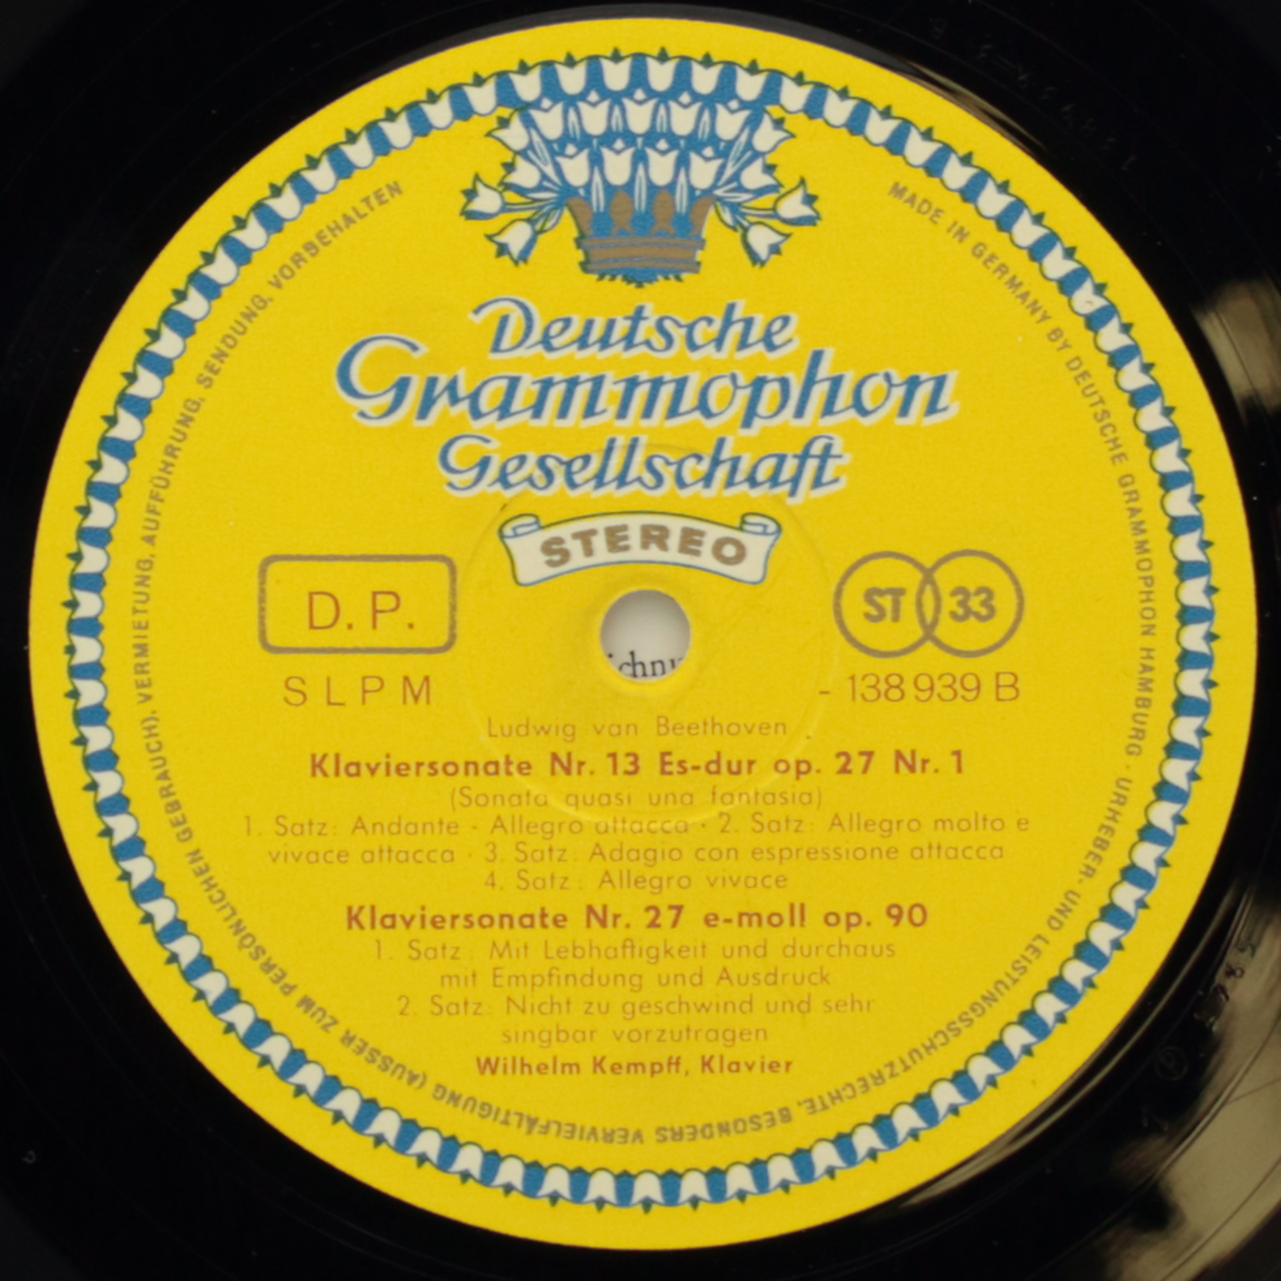 Deutsche
Grammophon
Gesellschaft
STEREO
D. P.
ST 33
SLPM
- 138 939 B
Ludwig van Beethoven
Klaviersonate Nr. 13 Es-dur op. 27 Nr. 1
(Sonata quasi una fantasia)
1. Satz: Andante - Allegro attacca · 2. Satz: Allegro molto e
vivace attacca · 3. Satz: Adagio con espressione attacca
4. Satz: Allegro vivace
Klaviersonate Nr. 27 e-moll op. 90
1. Satz: Mit Lebhaftigkeit und durchaus
mit Empfindung und Ausdruck
2. Satz: Nicht zu geschwind und sehr
singbar vorzutragen
Wilhelm Kempff, Klavier
MADE IN GERMANY BY DEUTSCHE GRAMMOPHON HAMBURG · URHEBER- UND LEISTUNGSSCHUTZRECHTE, BESONDERS VERVIELFÄLTIGUNG (AUSSER ZUM PERSÖNLICHEN GEBRAUCH), VERMIETUNG, AUFFÜHRUNG, SENDUNG, VORBEHALTEN